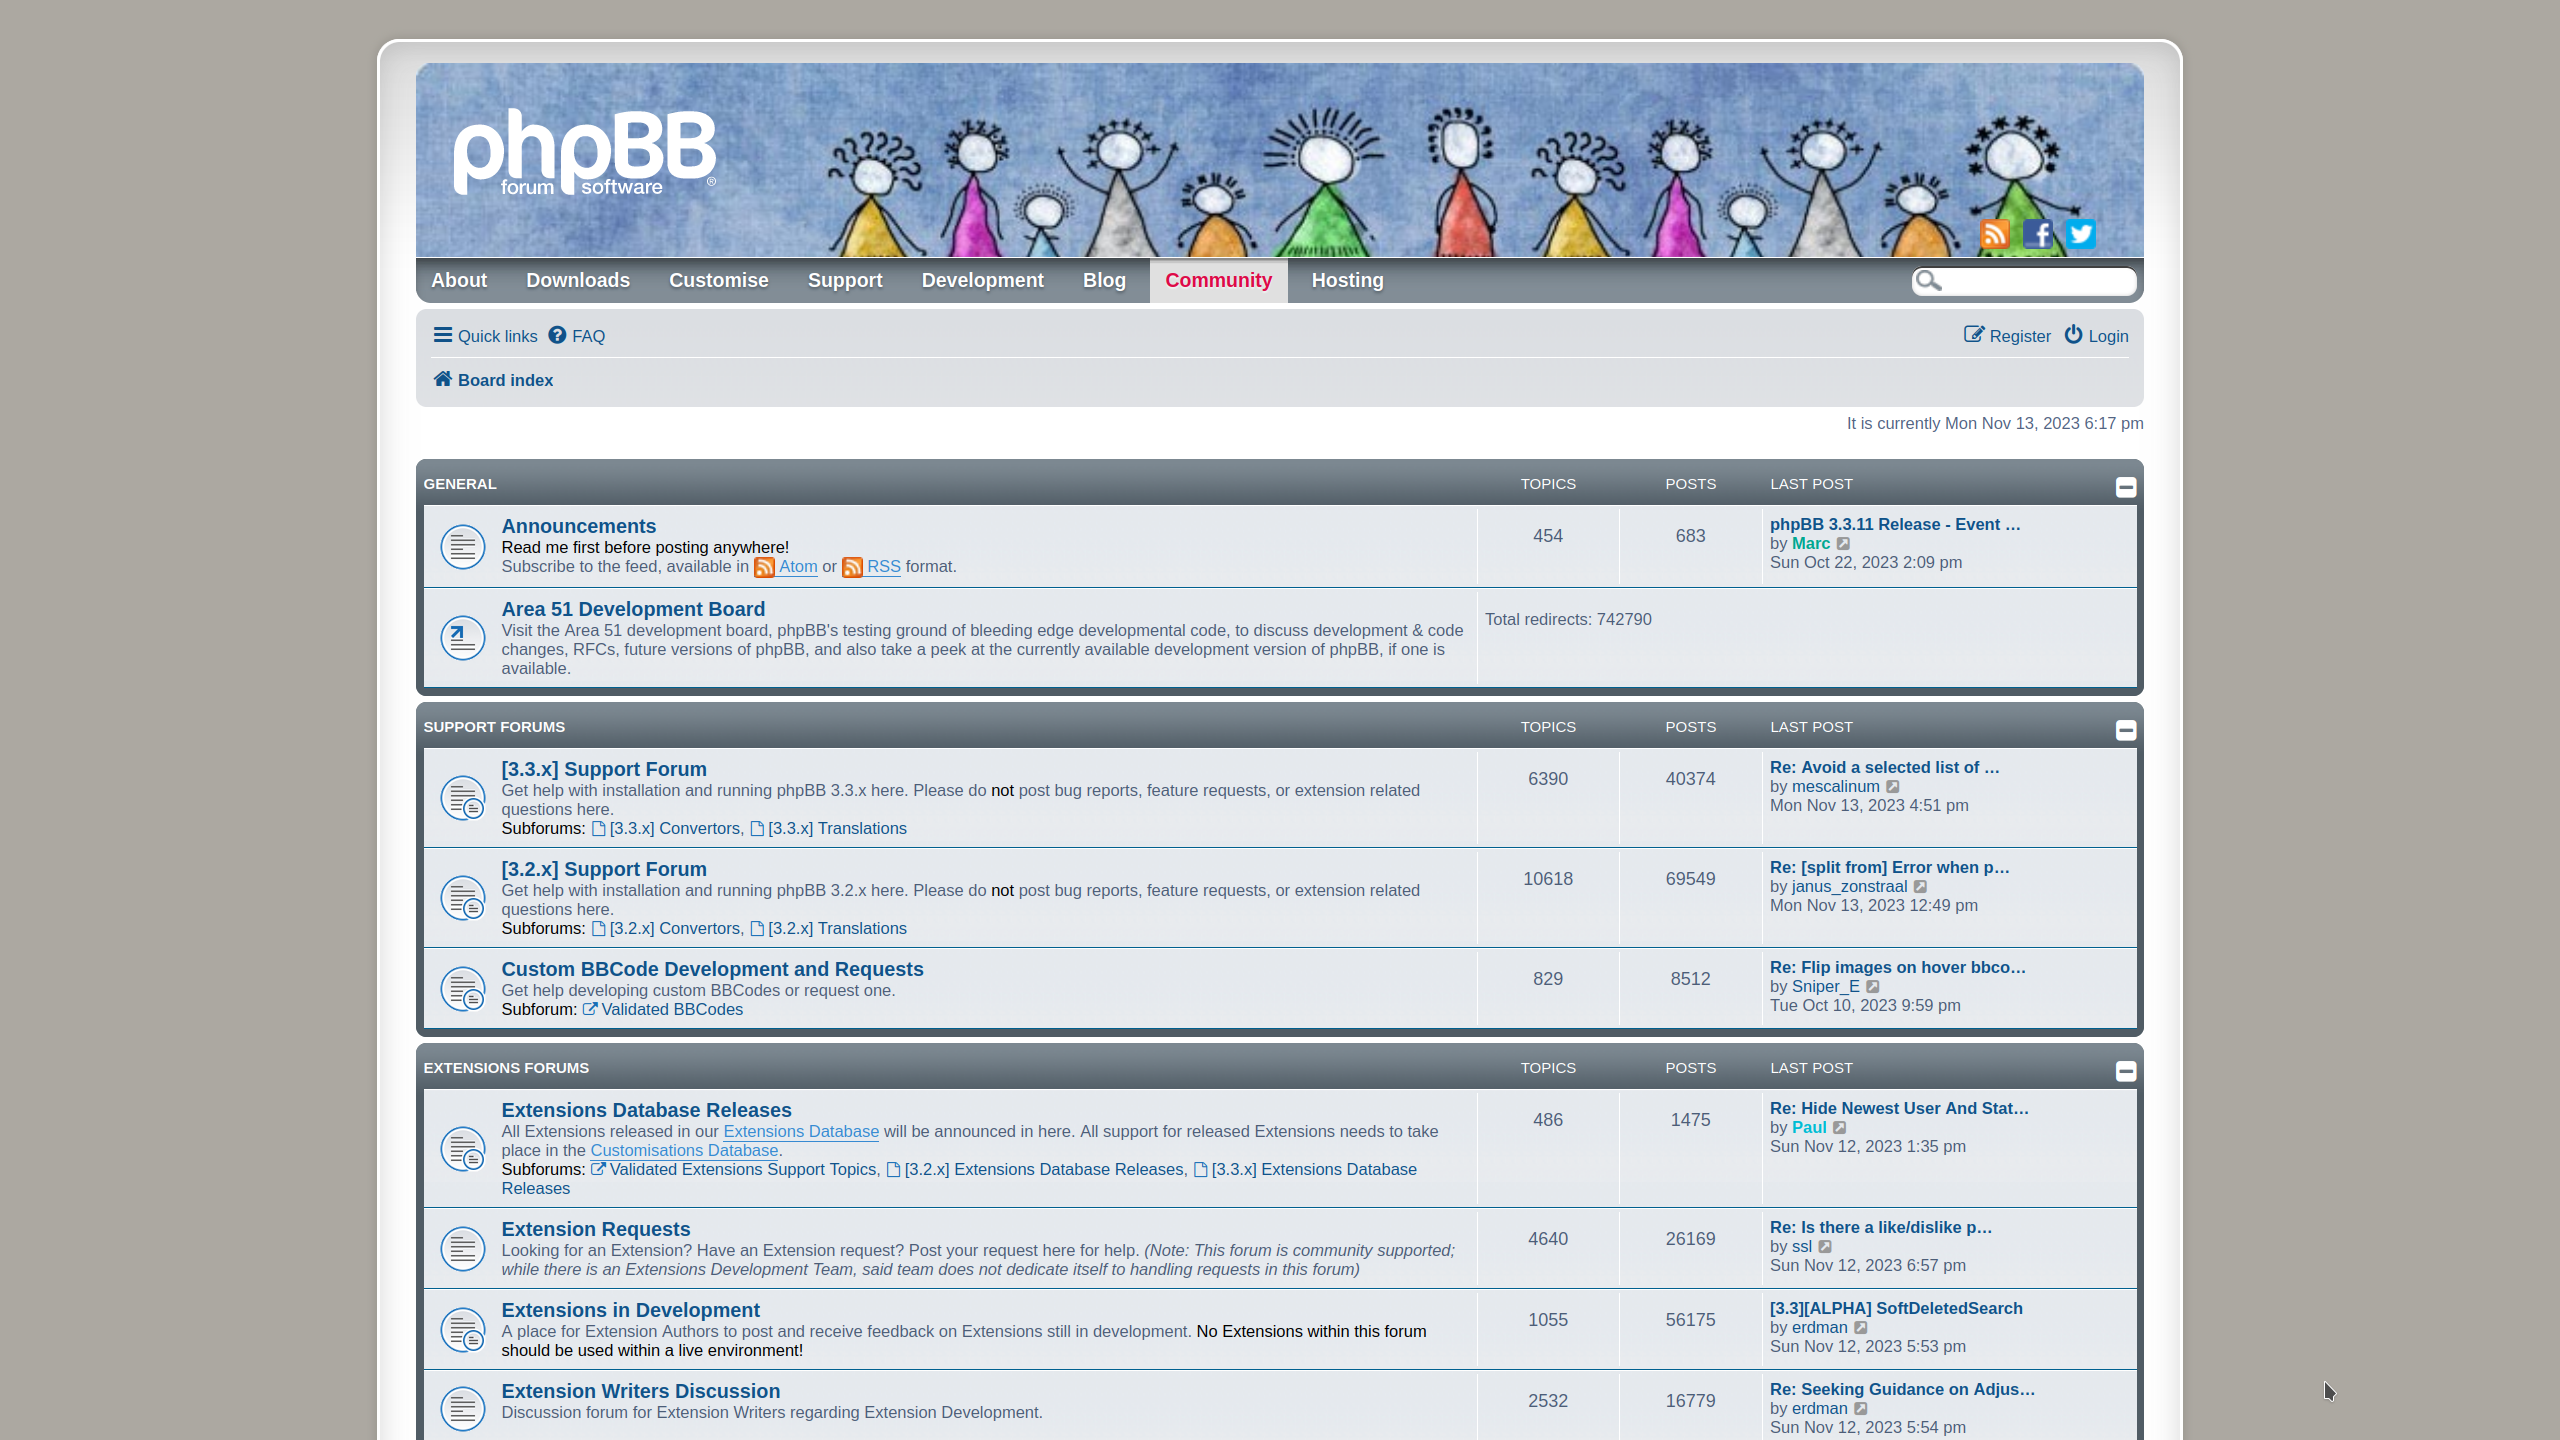 phpBB®
forum software
About Downloads Customise Support Development Blog Community Hosting
Quick links FAQ Register Login
Board index
It is currently Mon Nov 13, 2023 6:17 pm
GENERAL TOPICS POSTS LAST POST
Announcements
Read me first before posting anywhere!
Subscribe to the feed, available in Atom or RSS format.
454 683
phpBB 3.3.11 Release - Event …
by Marc
Sun Oct 22, 2023 2:09 pm
Area 51 Development Board
Visit the Area 51 development board, phpBB's testing ground of bleeding edge developmental code, to discuss development & code
changes, RFCs, future versions of phpBB, and also take a peek at the currently available development version of phpBB, if one is
available.
Total redirects: 742790
SUPPORT FORUMS TOPICS POSTS LAST POST
[3.3.x] Support Forum
Get help with installation and running phpBB 3.3.x here. Please do not post bug reports, feature requests, or extension related
questions here.
Subforums: [3.3.x] Convertors, [3.3.x] Translations
6390 40374
Re: Avoid a selected list of …
by mescalinum
Mon Nov 13, 2023 4:51 pm
[3.2.x] Support Forum
Get help with installation and running phpBB 3.2.x here. Please do not post bug reports, feature requests, or extension related
questions here.
Subforums: [3.2.x] Convertors, [3.2.x] Translations
10618 69549
Re: [split from] Error when p…
by janus_zonstraal
Mon Nov 13, 2023 12:49 pm
Custom BBCode Development and Requests
Get help developing custom BBCodes or request one.
Subforum: Validated BBCodes
829 8512
Re: Flip images on hover bbco…
by Sniper_E
Tue Oct 10, 2023 9:59 pm
EXTENSIONS FORUMS TOPICS POSTS LAST POST
Extensions Database Releases
All Extensions released in our Extensions Database will be announced in here. All support for released Extensions needs to take
place in the Customisations Database.
Subforums: Validated Extensions Support Topics, [3.2.x] Extensions Database Releases, [3.3.x] Extensions Database
Releases
486 1475
Re: Hide Newest User And Stat…
by Paul
Sun Nov 12, 2023 1:35 pm
Extension Requests
Looking for an Extension? Have an Extension request? Post your request here for help. (Note: This forum is community supported;
while there is an Extensions Development Team, said team does not dedicate itself to handling requests in this forum)
4640 26169
Re: Is there a like/dislike p…
by ssl
Sun Nov 12, 2023 6:57 pm
Extensions in Development
A place for Extension Authors to post and receive feedback on Extensions still in development. No Extensions within this forum
should be used within a live environment!
1055 56175
[3.3][ALPHA] SoftDeletedSearch
by erdman
Sun Nov 12, 2023 5:53 pm
Extension Writers Discussion
Discussion forum for Extension Writers regarding Extension Development.
2532 16779
Re: Seeking Guidance on Adjus…
by erdman
Sun Nov 12, 2023 5:54 pm